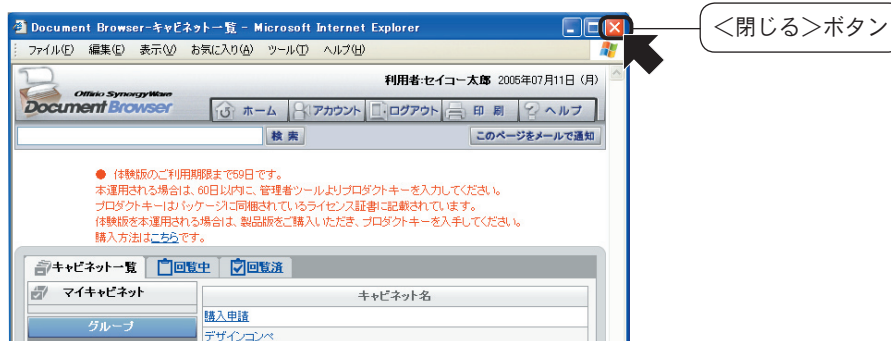 Document Browser-キャビネット一覧 - Microsoft Internet Explorer
<閉じる>ボタン
ファイル(F) 編集(E) 表示(V) お気に入り(A) ツール(T) ヘルプ(H)
利用者:セイコー太郎 2005年07月11日 (月)
Offirio SynergyWare
Document Browser
ホーム アカウント ログアウト 印刷 ヘルプ
検索 このページをメールで通知
● 体験版のご利用期限まで59日です。
本運用される場合は、60日以内に、管理者ツールよりプロダクトキーを入力してください。
プロダクトキーはパッケージに同梱されているライセンス証書に記載されています。
体験版を本運用される場合は、製品版をご購入いただき、プロダクトキーを入手してください。
購入方法はこちらです。
キャビネット一覧 回覧中 回覧済
マイキャビネット キャビネット名
購入申請
グループ
デザインコンペ